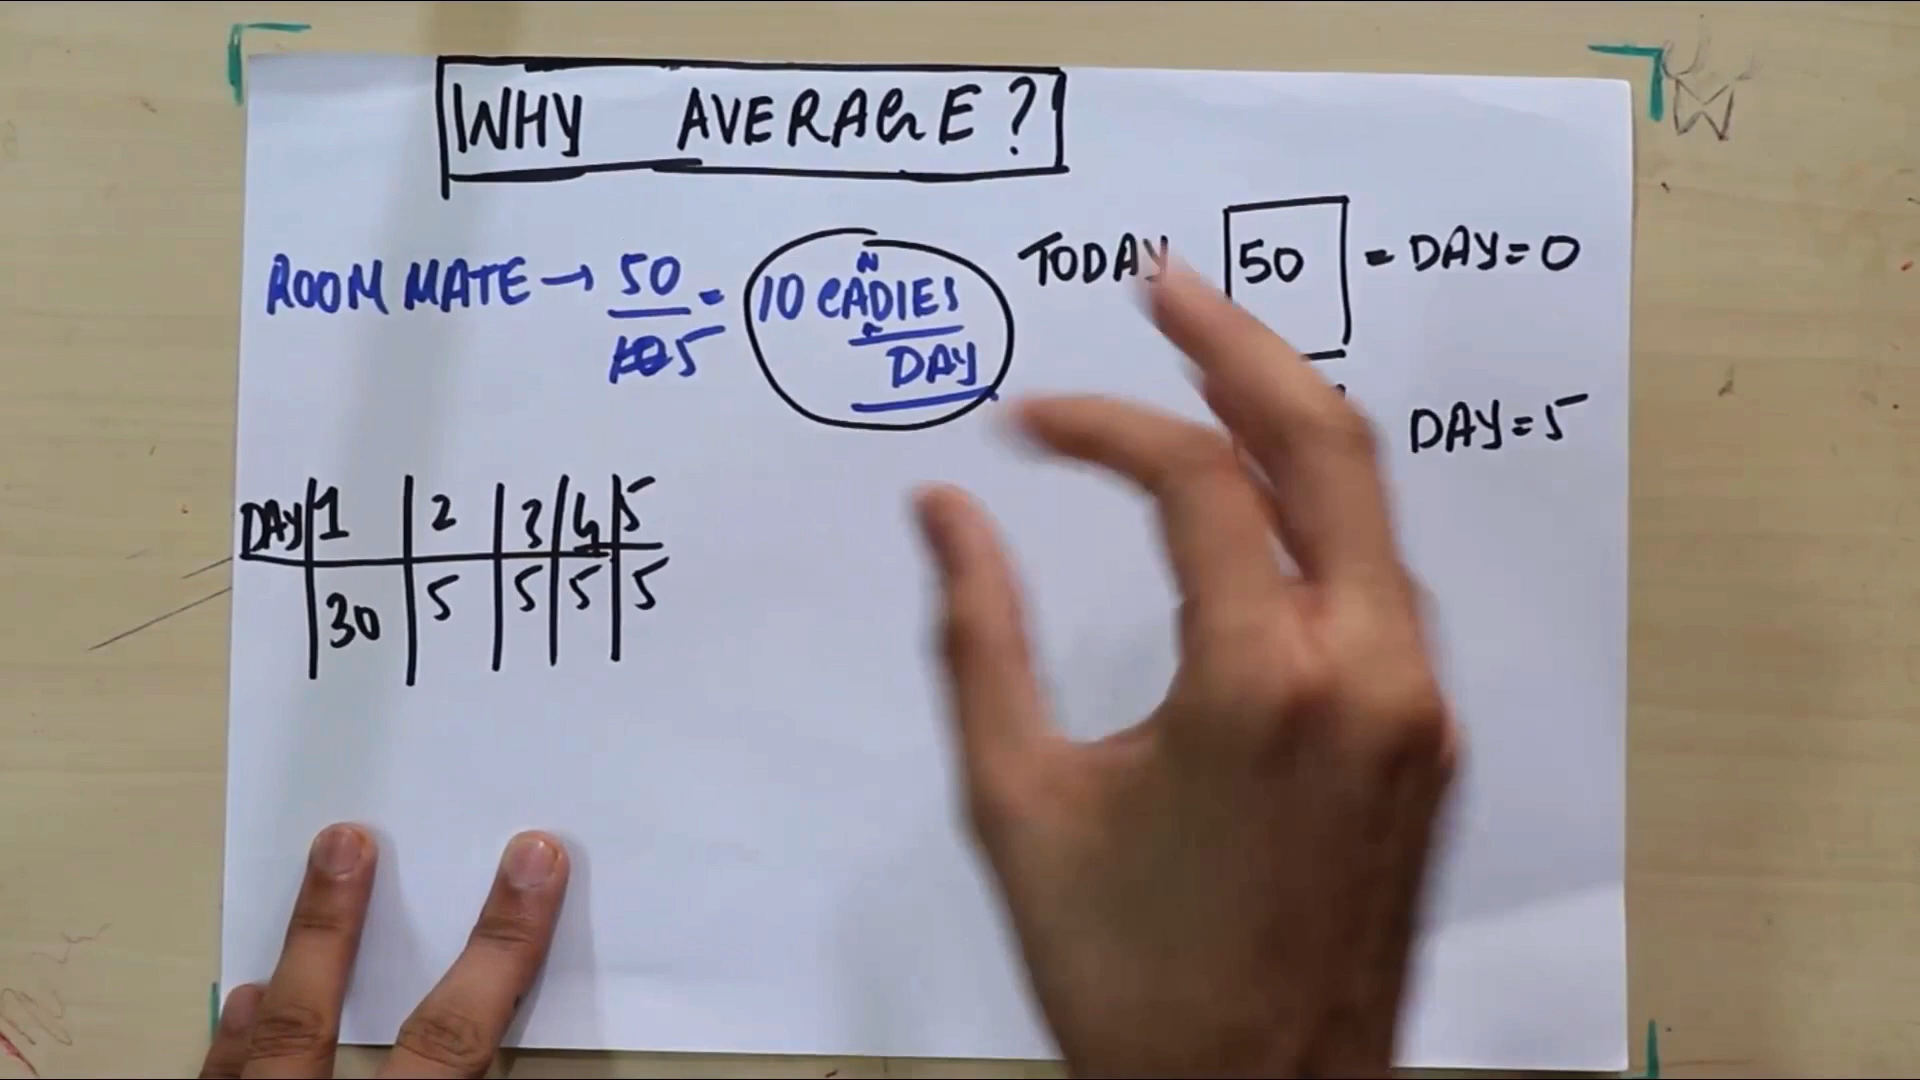 WHY AVERAGE?
ROOM MATE → 50/5 = 10 CANDIES/DAY
TODAY 50 = DAY=0
DAY=5
DAY 1 2 3 4 5
30 5 5 5 5